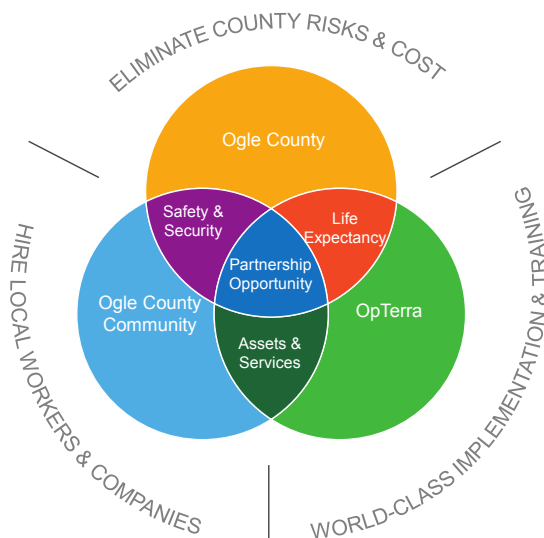 ELIMINATE COUNTY RISKS & COST
Ogle County
Safety &
Security
Life
Expectancy
Partnership
Opportunity
Ogle County
Community
OpTerra
Assets &
Services
HIRE LOCAL WORKERS & COMPANIES
WORLD-CLASS IMPLEMENTATION & TRAINING